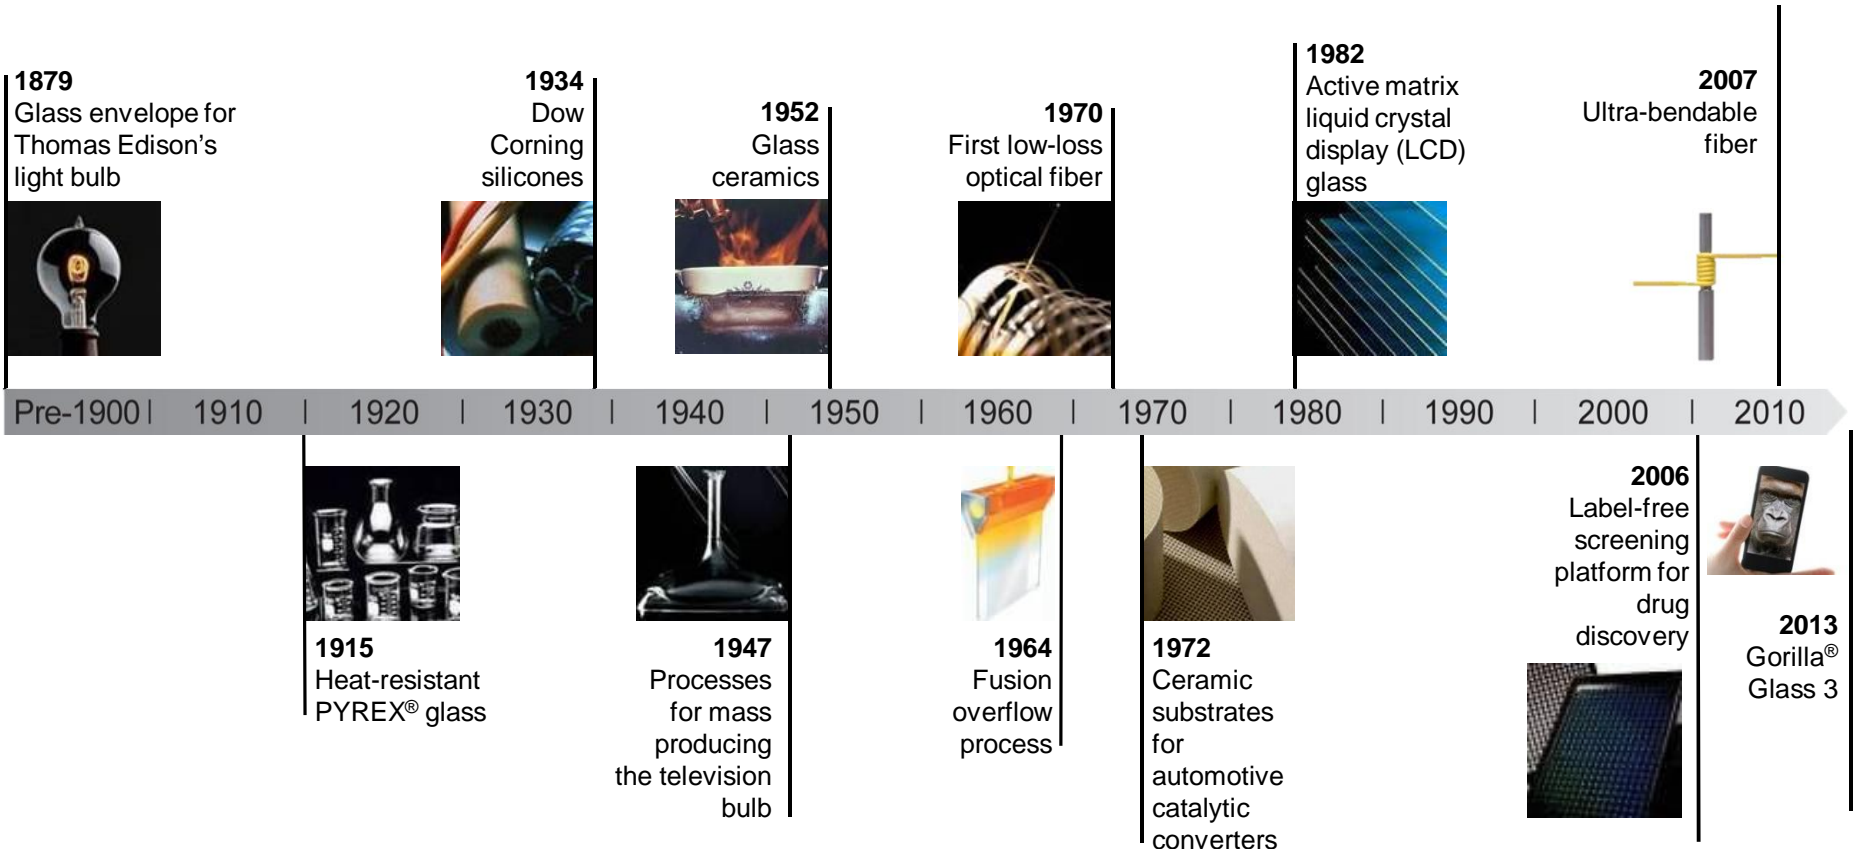 1879
Glass envelope for
Thomas Edison’s
light bulb
1934
Dow
Corning
silicones
1952
Glass
ceramics
1970
First low-loss
optical fiber
1982
Active matrix
liquid crystal
display (LCD)
glass
2007
Ultra-bendable
fiber
Pre-1900 | 1910 | 1920 | 1930 | 1940 | 1950 | 1960 | 1970 | 1980 | 1990 | 2000 | 2010
1915
Heat-resistant
PYREX® glass
1947
Processes
for mass
producing
the television
bulb
1964
Fusion
overflow
process
1972
Ceramic
substrates
for
automotive
catalytic
converters
2006
Label-free
screening
platform for
drug
discovery
2013
Gorilla®
Glass 3